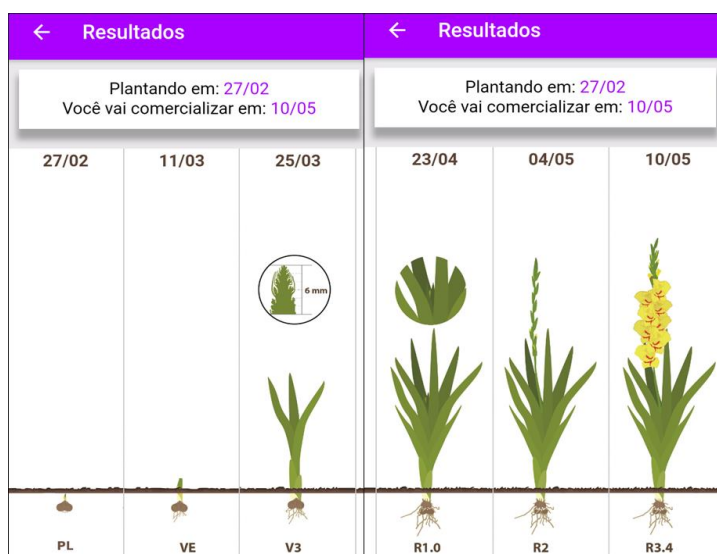 Resultados
Plantando em: 27/02
Você vai comercializar em: 10/05
27/02 11/03 25/03
6 mm
PL VE V3
Resultados
Plantando em: 27/02
Você vai comercializar em: 10/05
23/04 04/05 10/05
R1.0 R2 R3.4